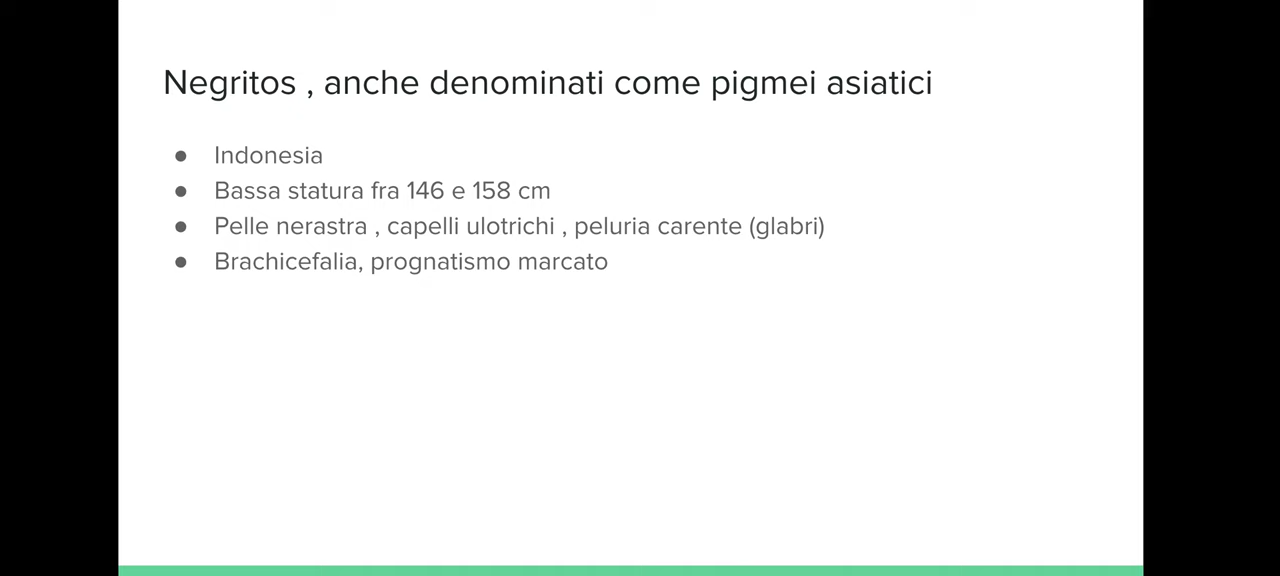 Negritos , anche denominati come pigmei asiatici
● Indonesia
● Bassa statura fra 146 e 158 cm
● Pelle nerastra , capelli ulotrichi , peluria carente (glabri)
● Brachicefalia, prognatismo marcato